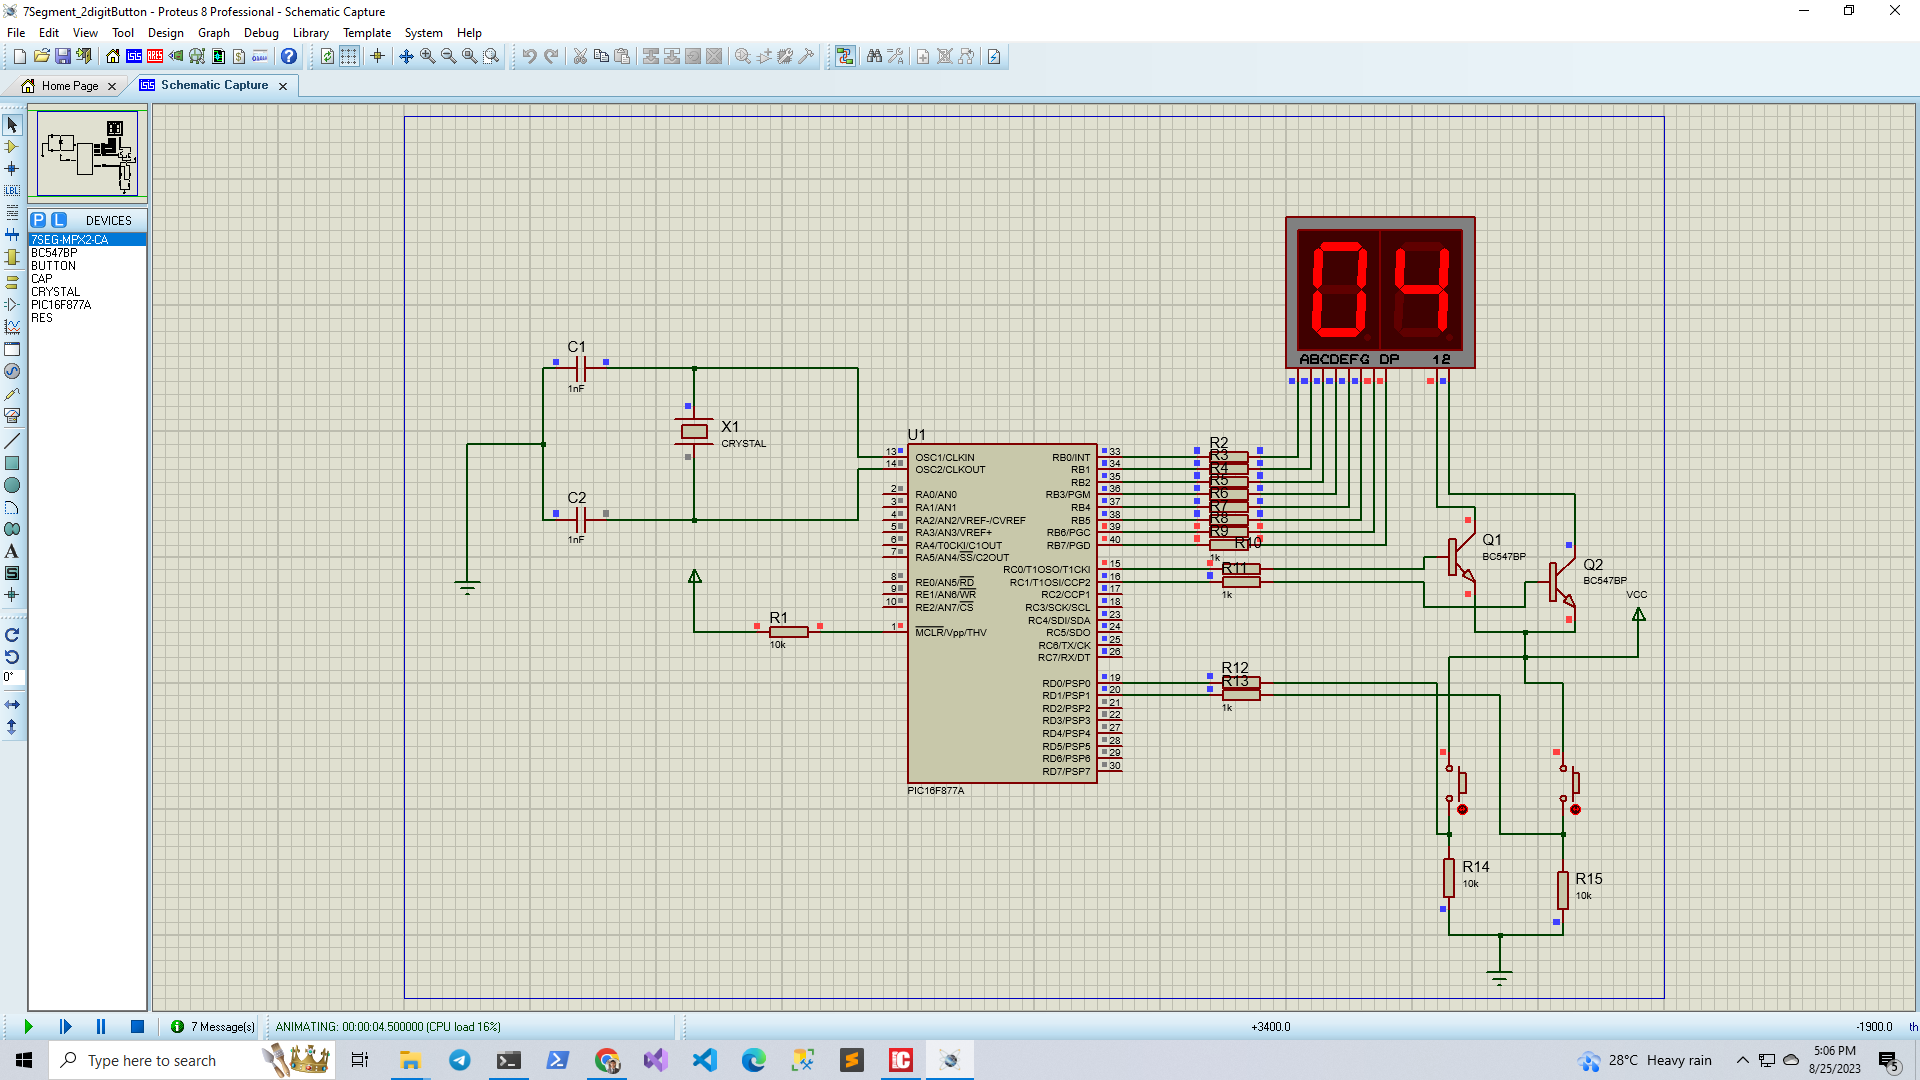 7Segment_2digitButton - Proteus 8 Professional - Schematic Capture
File Edit View Tool Design Graph Debug Library Template System Help
Home Page
Schematic Capture
P L DEVICES
7SEG-MPX2-CA
BC547BP
BUTTON
CAP
CRYSTAL
PIC16F877A
RES
LBL
A
S
0°
04
ABCDEFG DP 12
C1
1nF
X1
CRYSTAL
C2
1nF
R1
10k
U1
13 OSC1/CLKIN
14 OSC2/CLKOUT
2 RA0/AN0
3 RA1/AN1
4 RA2/AN2/VREF-/CVREF
5 RA3/AN3/VREF+
6 RA4/T0CKI/C1OUT
7 RA5/AN4/SS/C2OUT
8 RE0/AN5/RD
9 RE1/AN6/WR
10 RE2/AN7/CS
1 MCLR/Vpp/THV
RB0/INT 33
RB1 34
RB2 35
RB3/PGM 36
RB4 37
RB5 38
RB6/PGC 39
RB7/PGD 40
RC0/T1OSO/T1CKI 15
RC1/T1OSI/CCP2 16
RC2/CCP1 17
RC3/SCK/SCL 18
RC4/SDI/SDA 23
RC5/SDO 24
RC6/TX/CK 25
RC7/RX/DT 26
RD0/PSP0 19
RD1/PSP1 20
RD2/PSP2 21
RD3/PSP3 22
RD4/PSP4 27
RD5/PSP5 28
RD6/PSP6 29
RD7/PSP7 30
PIC16F877A
R2
R3
R4
R5
R6
R7
R8
R9
R10
1k
R11
1k
R12
R13
1k
Q1
BC547BP
Q2
BC547BP
VCC
R14
10k
R15
10k
7 Message(s)
ANIMATING: 00:00:04.500000 (CPU load 16%)
+3400.0
-1900.0
th
Type here to search
28°C Heavy rain
5:06 PM
8/25/2023
5